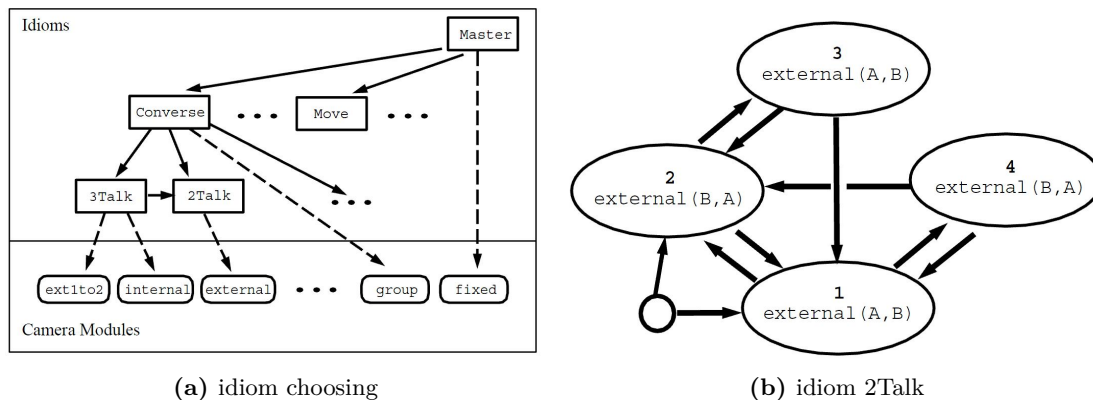 Idioms
Master
Converse
Move
3Talk
2Talk
ext1to2 internal external group fixed
Camera Modules
(a) idiom choosing
3
external(A,B)
2
external(B,A)
4
external(B,A)
1
external(A,B)
(b) idiom 2Talk